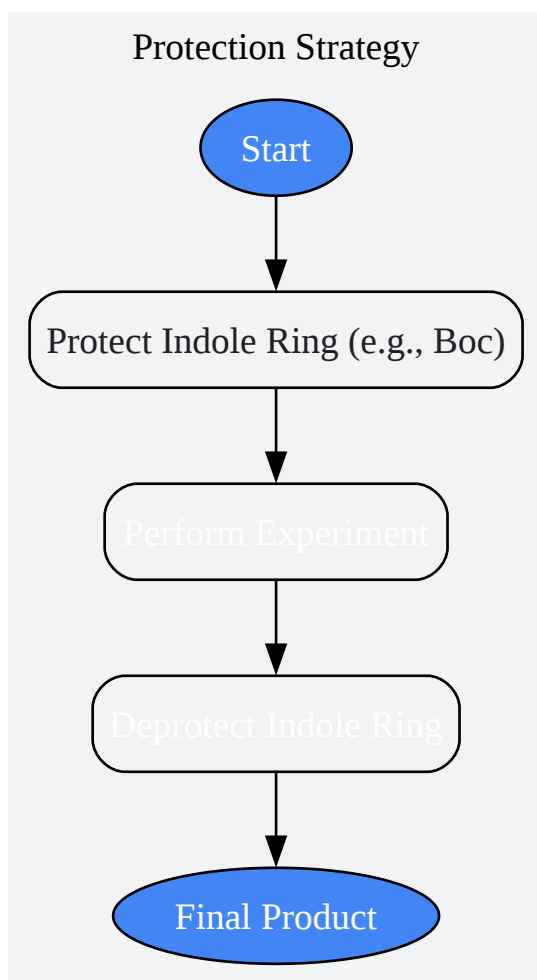 Protection Strategy
Start
Protect Indole Ring (e.g., Boc)
Perform Experiment
Deprotect Indole Ring
Final Product